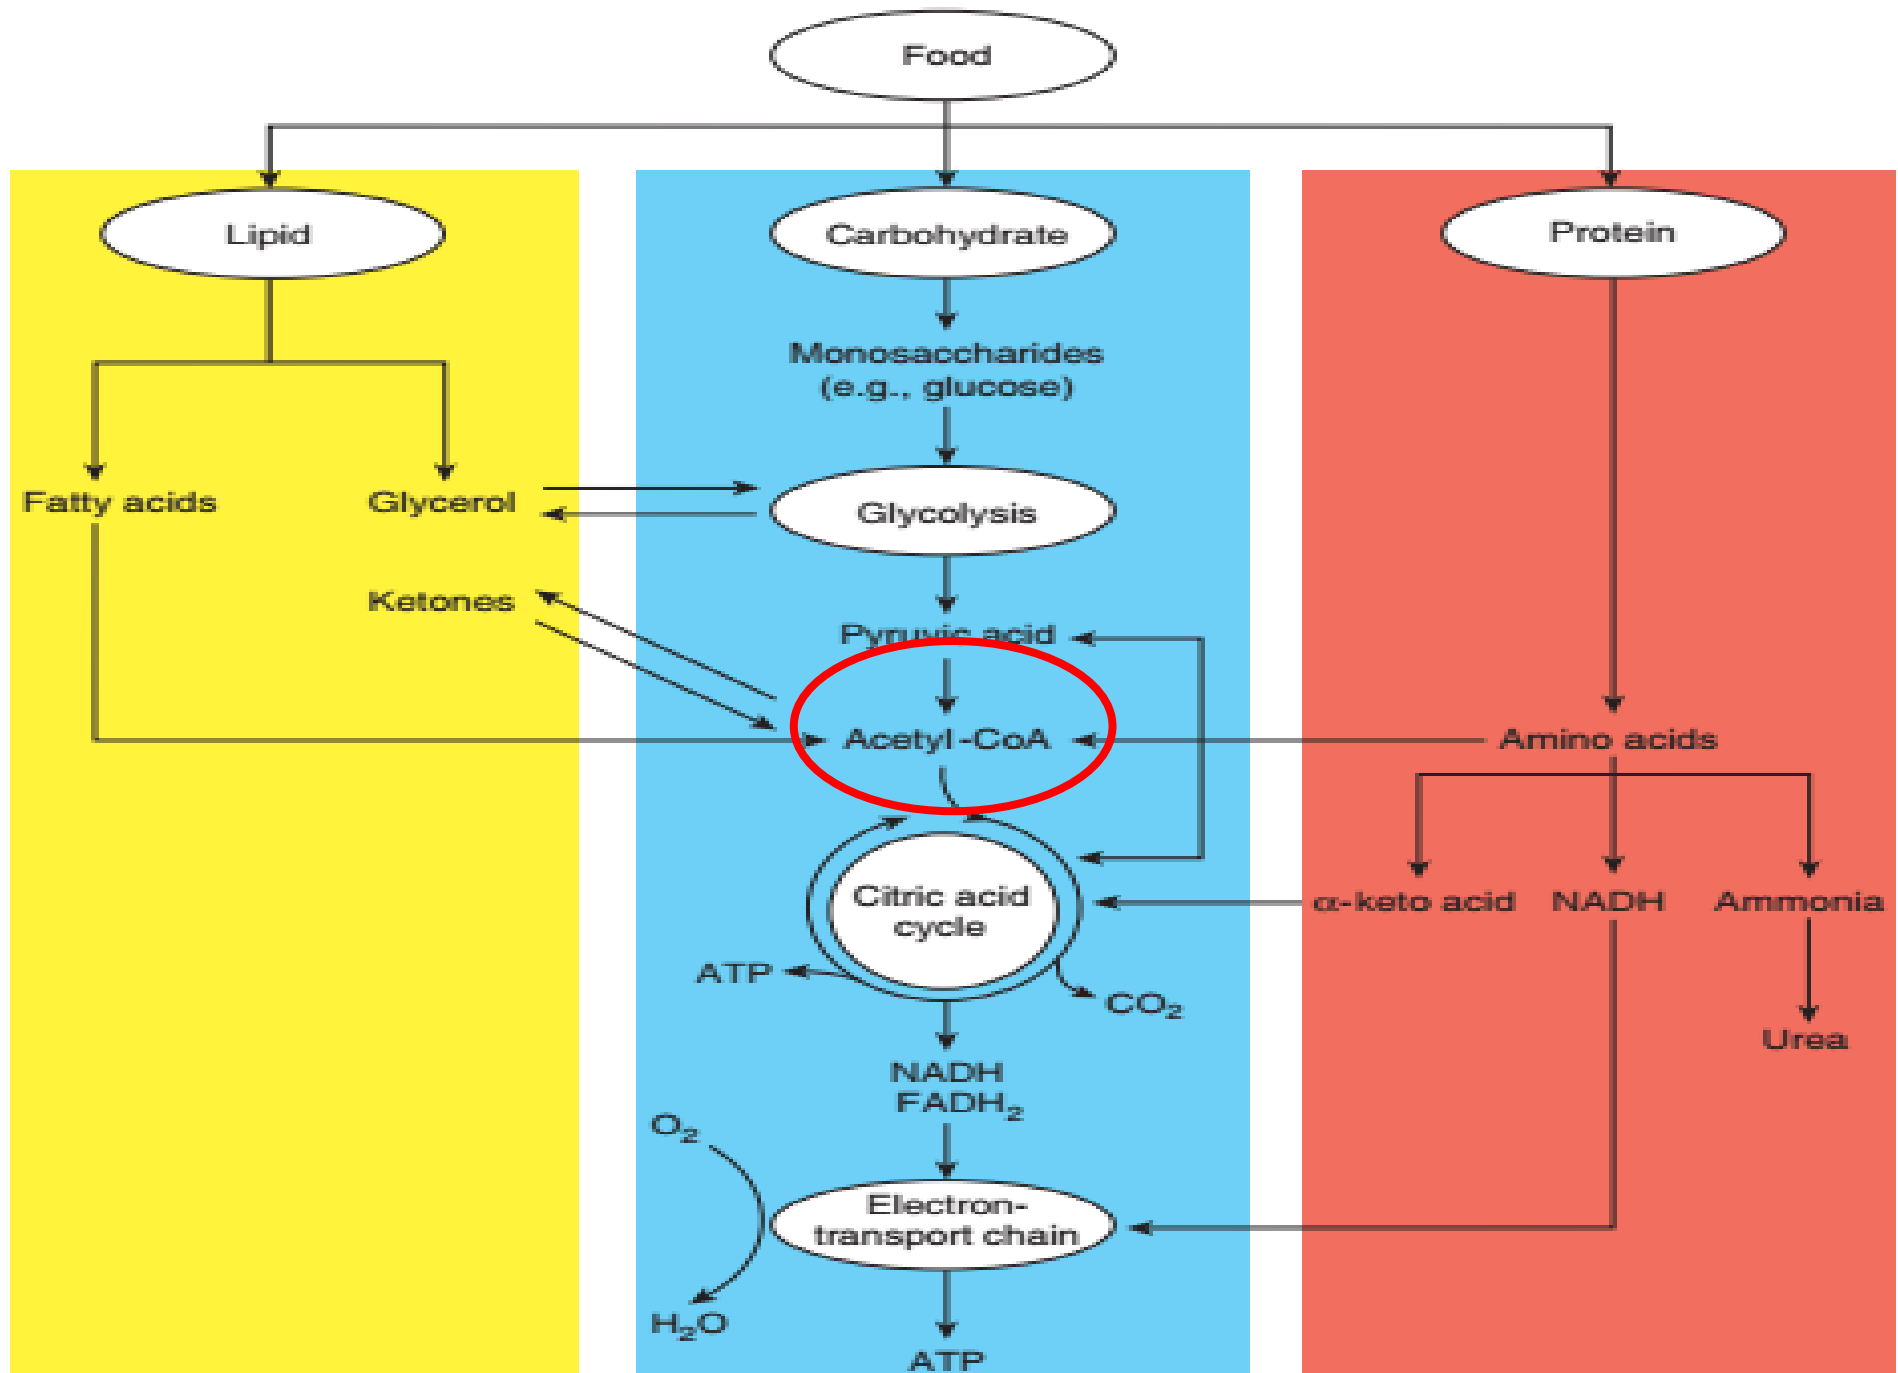 Food
Lipid
Carbohydrate
Protein
Monosaccharides
(e.g., glucose)
Fatty acids
Glycerol
Glycolysis
Ketones
Pyruvic acid
Acetyl-CoA
Amino acids
Citric acid
cycle
α-keto acid
NADH
Ammonia
ATP
CO₂
Urea
NADH
FADH₂
O₂
Electron-
transport chain
H₂O
ATP